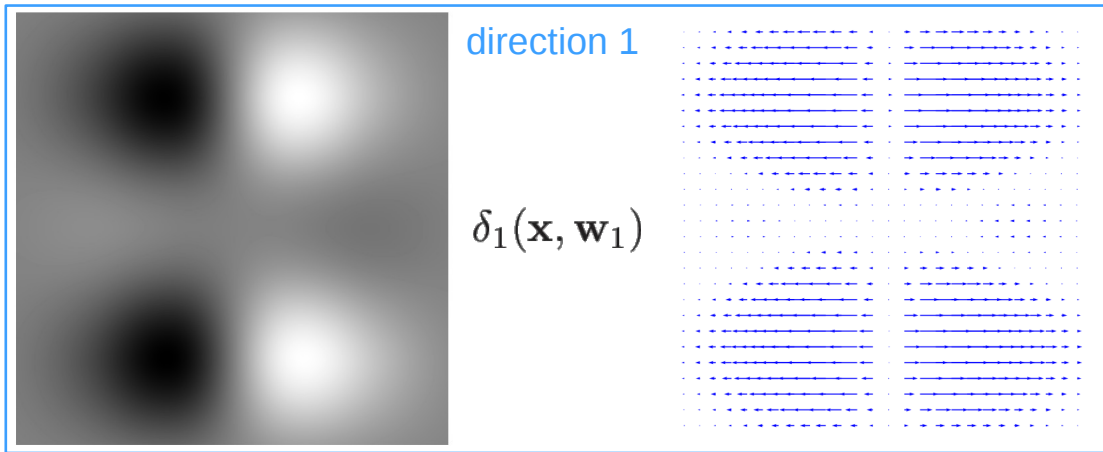 direction 1
δ₁(𝐱, 𝐰₁)